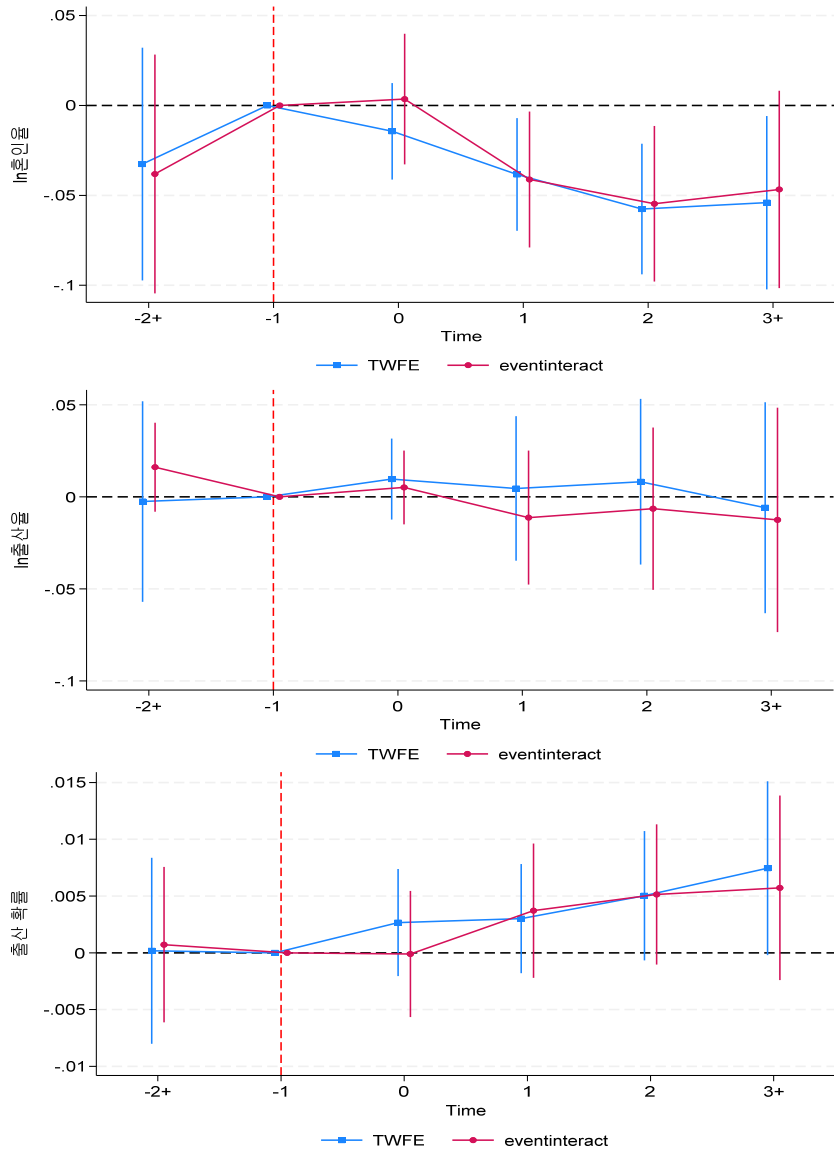 ln혼인율
.05
0
-.05
-.1
-2+ -1 0 1 2 3+
Time
TWFE eventinteract
ln출산율
.05
0
-.05
-.1
-2+ -1 0 1 2 3+
Time
TWFE eventinteract
출산 확률
.015
.01
.005
0
-.005
-.01
-2+ -1 0 1 2 3+
Time
TWFE eventinteract